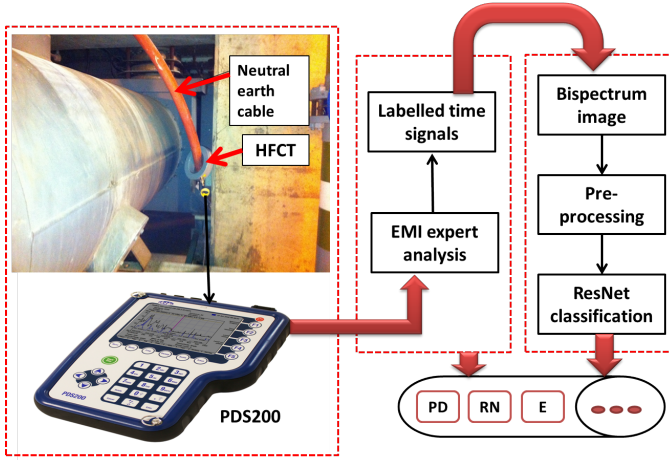 Neutral
earth
cable
HFCT
PDS200
PDS200
Labelled time
signals
EMI expert
analysis
Bispectrum
image
Pre-
processing
ResNet
classification
PD
RN
E